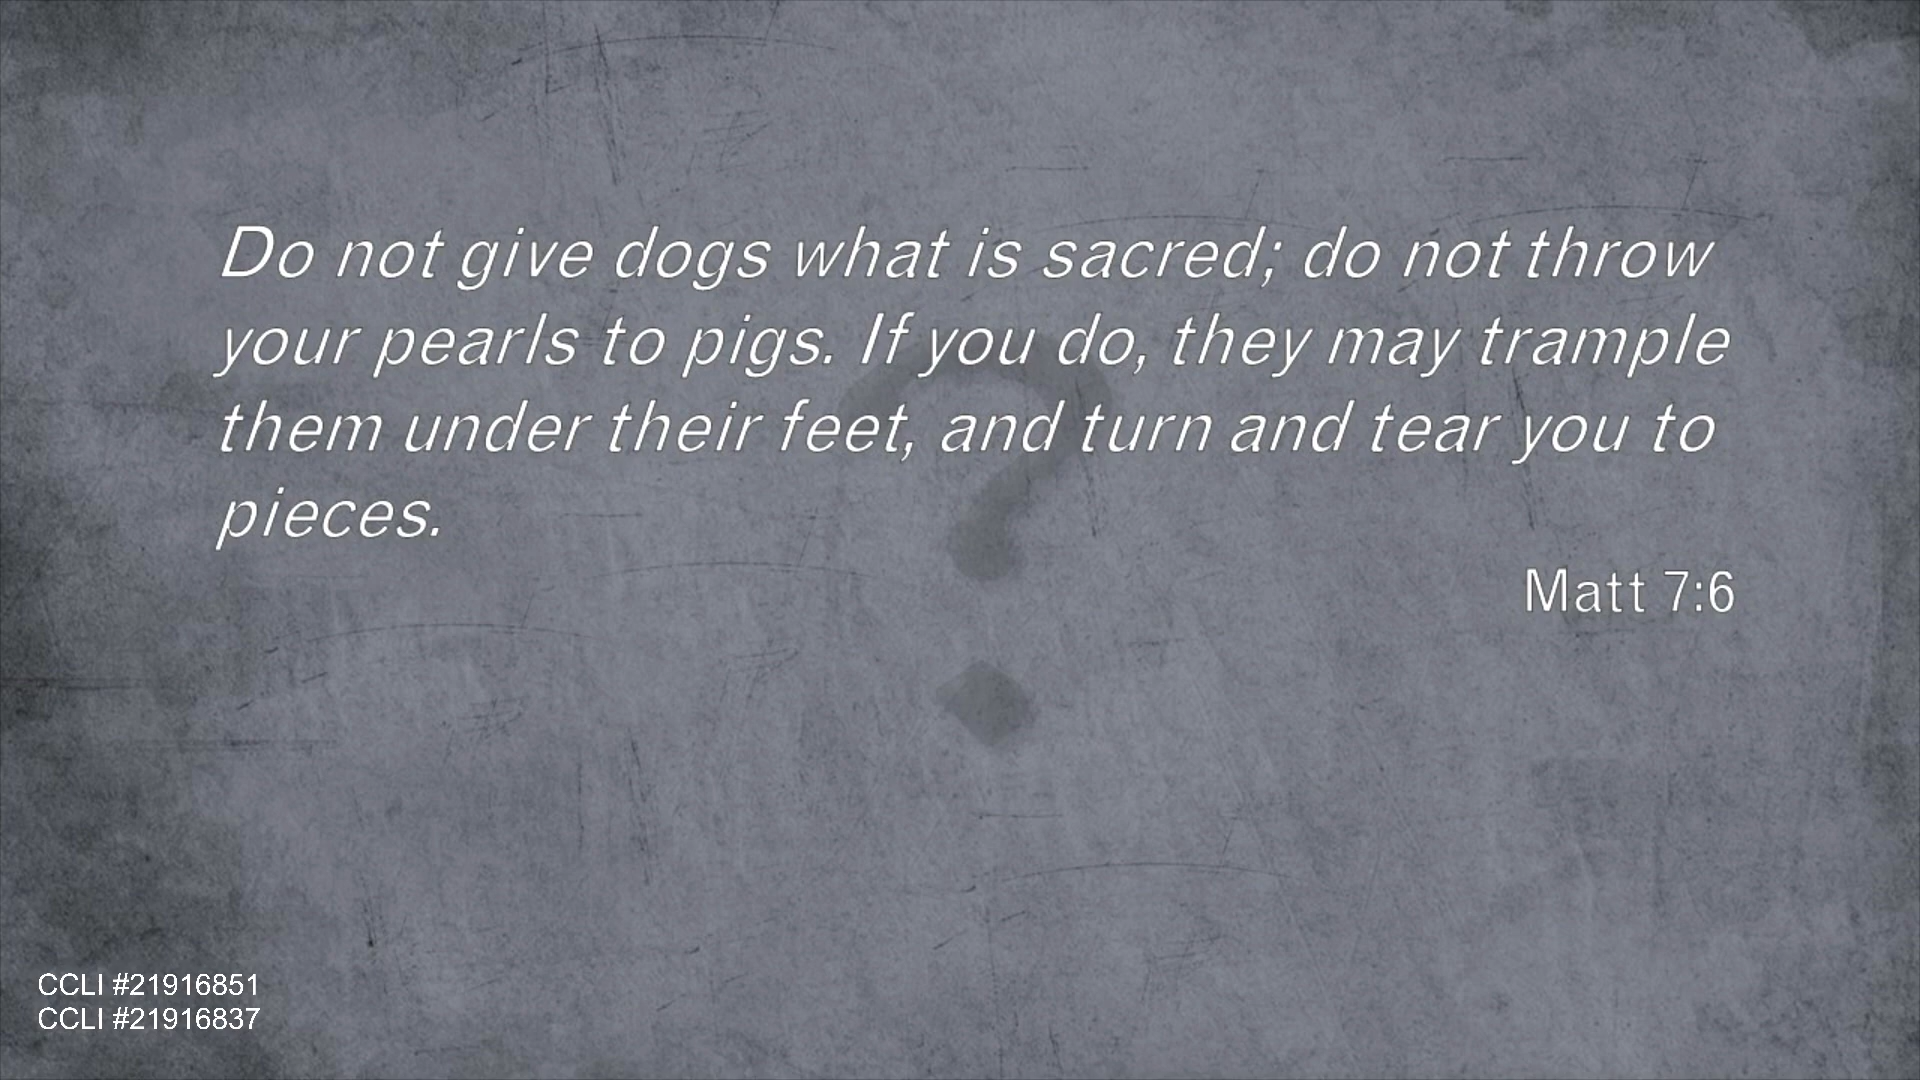 Do not give dogs what is sacred; do not throw
your pearls to pigs. If you do, they may trample
them under their feet, and turn and tear you to
pieces.
Matt 7:6
CCLI #21916851
CCLI #21916837